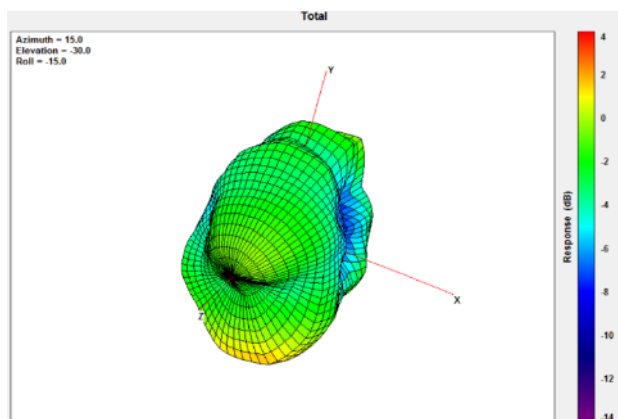 Total
Azimuth = 15.0
Elevation = -30.0
Roll = -15.0
Y
X
Z
4
2
0
-2
-4
-6
-8
-10
-12
-14
Response (dB)